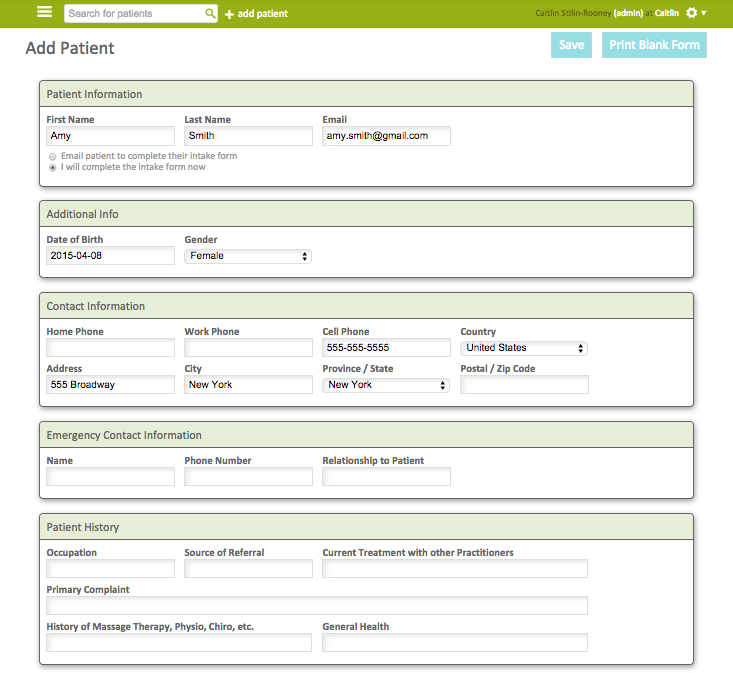 Search for patients + add patient Caitlin Stilin-Rooney (admin) at Caitlin
Add Patient Save Print Blank Form
Patient Information
First Name Last Name Email
Amy Smith amy.smith@gmail.com
Email patient to complete their intake form
I will complete the intake form now
Additional Info
Date of Birth Gender
2015-04-08 Female
Contact Information
Home Phone Work Phone Cell Phone Country
555-555-5555 United States
Address City Province / State Postal / Zip Code
555 Broadway New York New York
Emergency Contact Information
Name Phone Number Relationship to Patient
Patient History
Occupation Source of Referral Current Treatment with other Practitioners
Primary Complaint
History of Massage Therapy, Physio, Chiro, etc. General Health